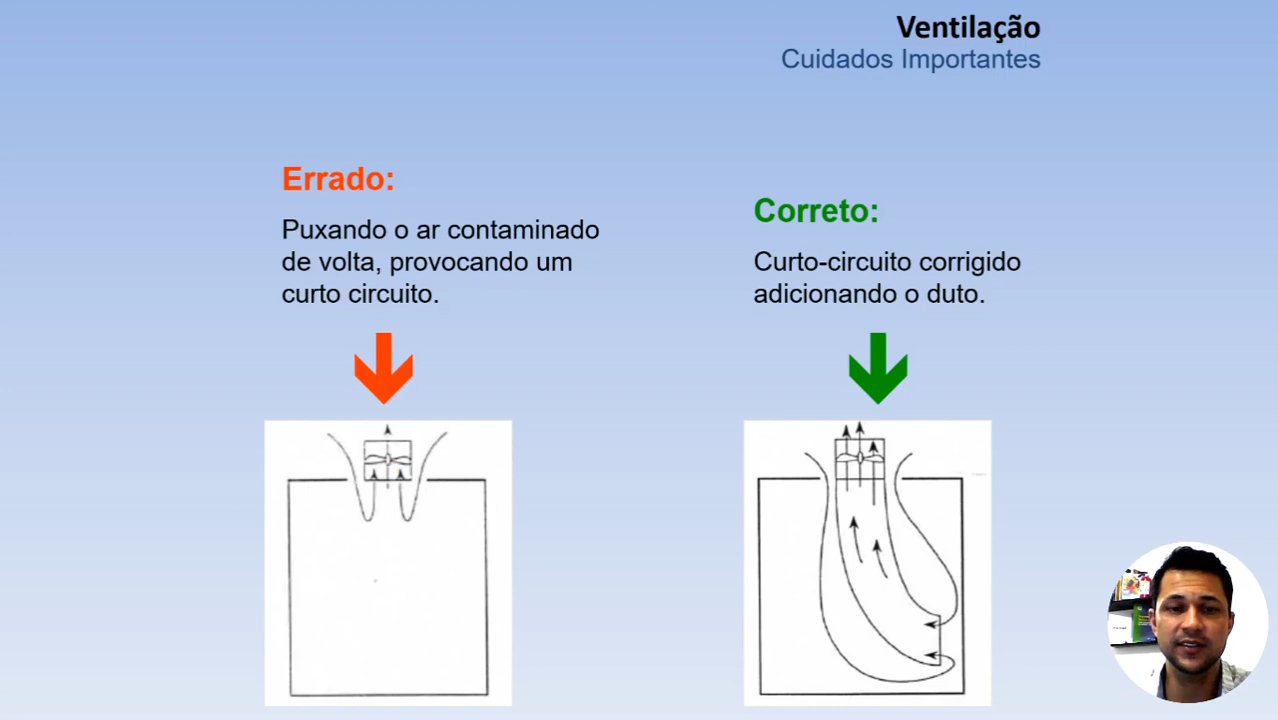 Ventilação
Cuidados Importantes
Errado:
Puxando o ar contaminado
de volta, provocando um
curto circuito.
Correto:
Curto-circuito corrigido
adicionando o duto.